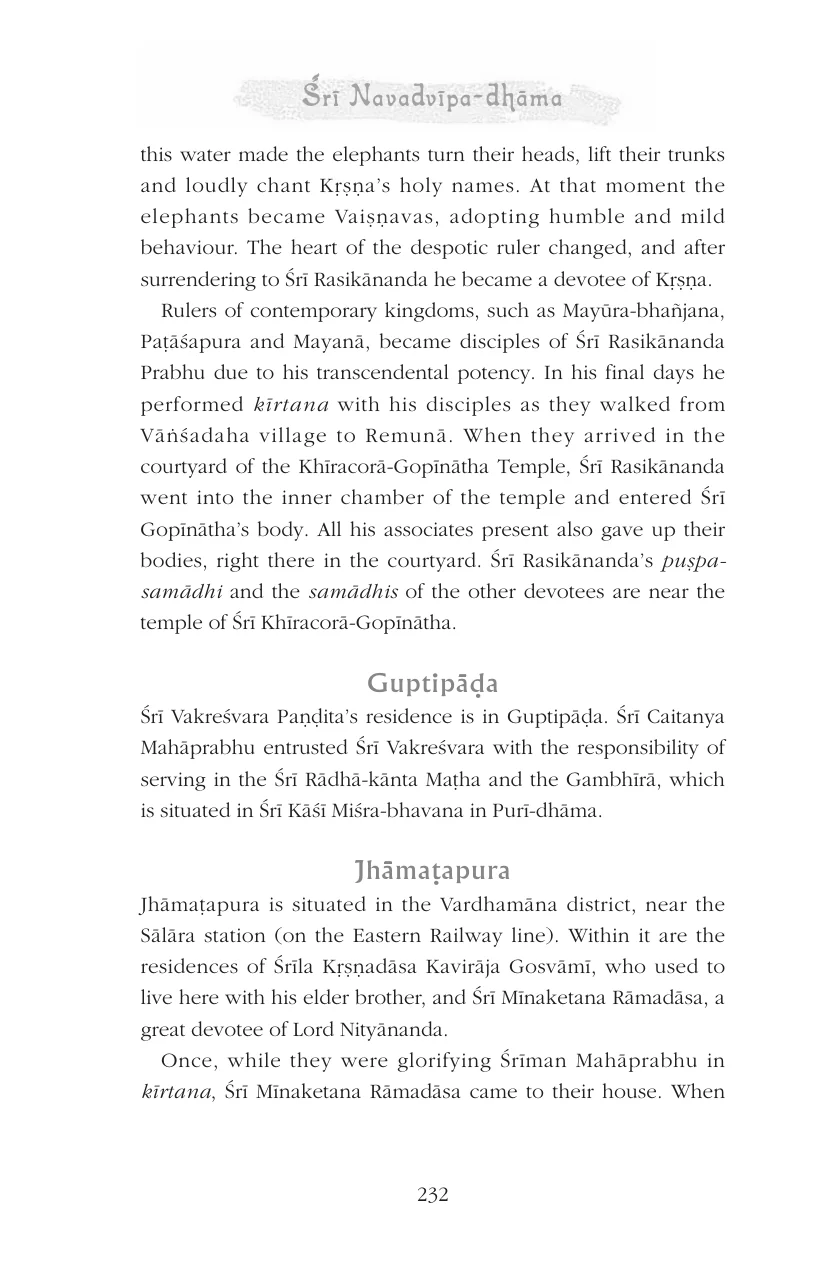 Śrī Navadvīpa-dhāma
this water made the elephants turn their heads, lift their trunks
and loudly chant Kṛṣṇa’s holy names. At that moment the
elephants became Vaiṣṇavas, adopting humble and mild
behaviour. The heart of the despotic ruler changed, and after
surrendering to Śrī Rasikānanda he became a devotee of Kṛṣṇa.
Rulers of contemporary kingdoms, such as Mayūra-bhañjana,
Paṭāśapura and Mayanā, became disciples of Śrī Rasikānanda
Prabhu due to his transcendental potency. In his final days he
performed kīrtana with his disciples as they walked from
Vāṅśadaha village to Remunā. When they arrived in the
courtyard of the Khīracorā-Gopīnātha Temple, Śrī Rasikānanda
went into the inner chamber of the temple and entered Śrī
Gopīnātha’s body. All his associates present also gave up their
bodies, right there in the courtyard. Śrī Rasikānanda’s puṣpa-
samādhi and the samādhis of the other devotees are near the
temple of Śrī Khīracorā-Gopīnātha.
Guptipāḍa
Śrī Vakreśvara Paṇḍita’s residence is in Guptipāḍa. Śrī Caitanya
Mahāprabhu entrusted Śrī Vakreśvara with the responsibility of
serving in the Śrī Rādhā-kānta Maṭha and the Gambhīrā, which
is situated in Śrī Kāśī Miśra-bhavana in Purī-dhāma.
Jhāmaṭapura
Jhāmaṭapura is situated in the Vardhamāna district, near the
Sālāra station (on the Eastern Railway line). Within it are the
residences of Śrīla Kṛṣṇadāsa Kavirāja Gosvāmī, who used to
live here with his elder brother, and Śrī Mīnaketana Rāmadāsa, a
great devotee of Lord Nityānanda.
Once, while they were glorifying Śrīman Mahāprabhu in
kīrtana, Śrī Mīnaketana Rāmadāsa came to their house. When
232